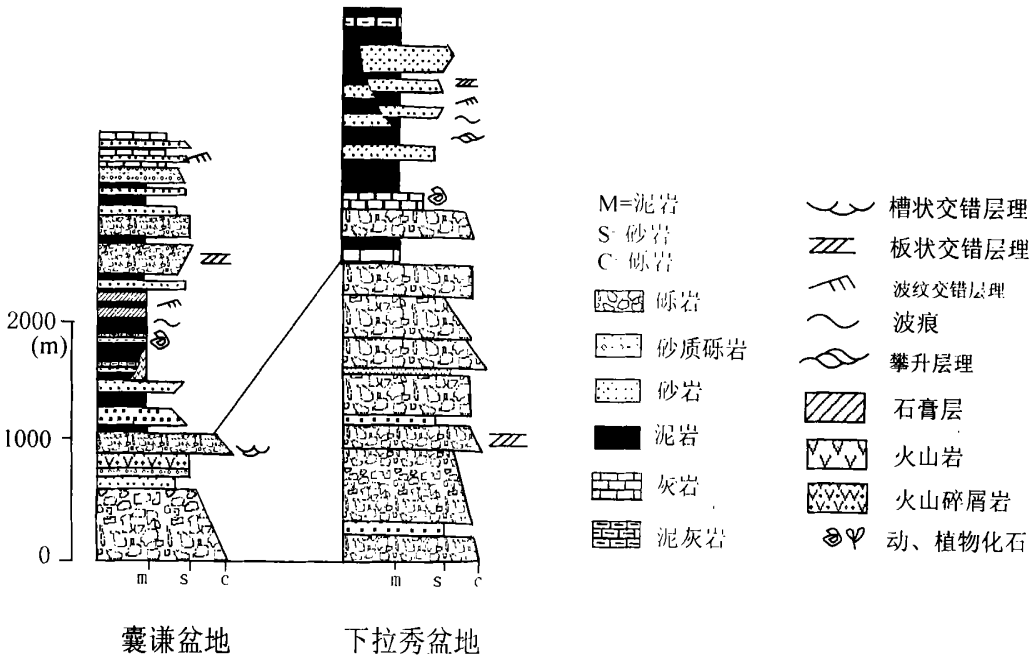 2000
(m)
1000
0
m s c
m s c
囊谦盆地
下拉秀盆地
M=泥岩
S- 砂岩
C- 砾岩
砾岩
砂质砾岩
砂岩
泥岩
灰岩
泥灰岩
槽状交错层理
板状交错层理
波纹交错层理
波痕
攀升层理
石膏层
火山岩
火山碎屑岩
动、植物化石